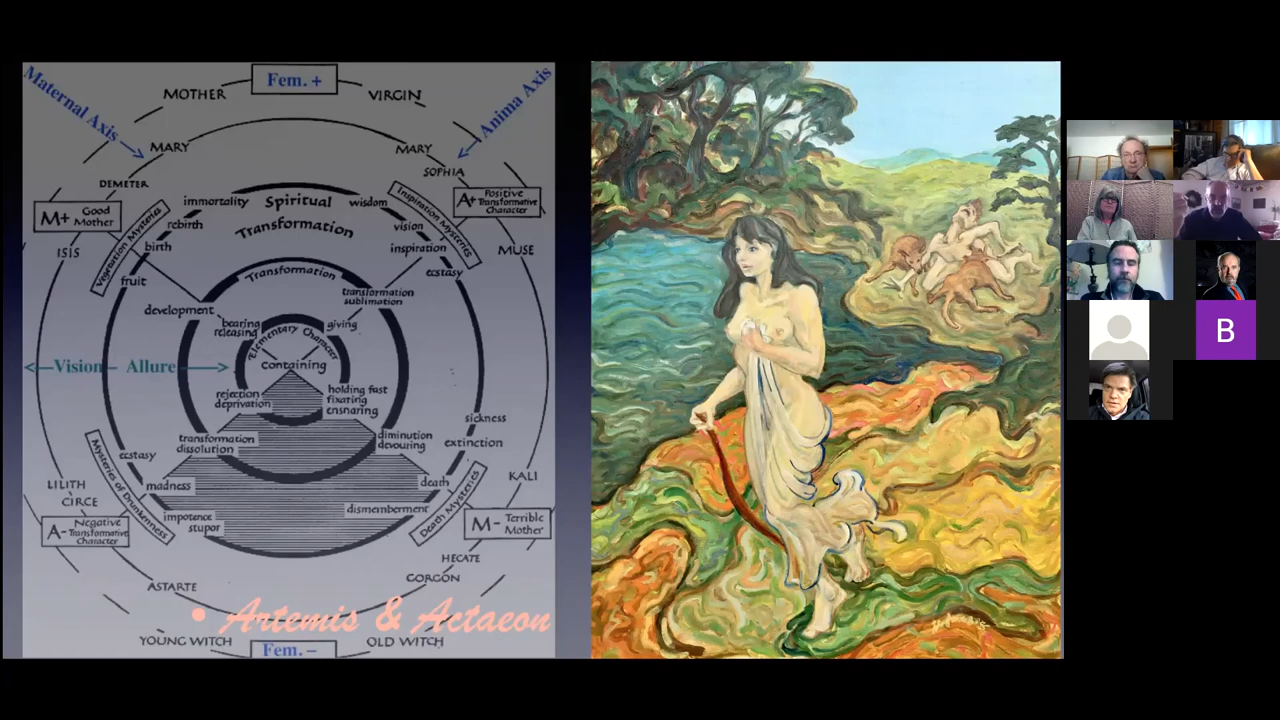 Maternal Axis
Fem. +
Anima Axis
MOTHER
VIRGIN
MARY
MARY
SOPHIA
DEMETER
M+ Good Mother
A+ Positive Transformative Character
Vegetation Mysteries
Inspiration Mysteries
immortality
Spiritual
wisdom
Transformation
rebirth
vision
ISIS
birth
inspiration
MUSE
fruit
Transformation
ecstasy
development
transformation
sublimation
bearing
releasing
Elementary Character
giving
Vision
Allure
Containing
rejection
deprivation
holding fast
fixating
ensnaring
sickness
transformation
dissolution
diminution
devouring
extinction
ecstasy
LILITH
CIRCE
madness
death
KALI
Mysteries of Drunkenness
Death Mysteries
A- Negative Transformative Character
impotence
stupor
dismemberment
M- Terrible Mother
HECATE
GORGON
ASTARTE
• Artemis & Actaeon
YOUNG WITCH
Fem. –
OLD WITCH
B